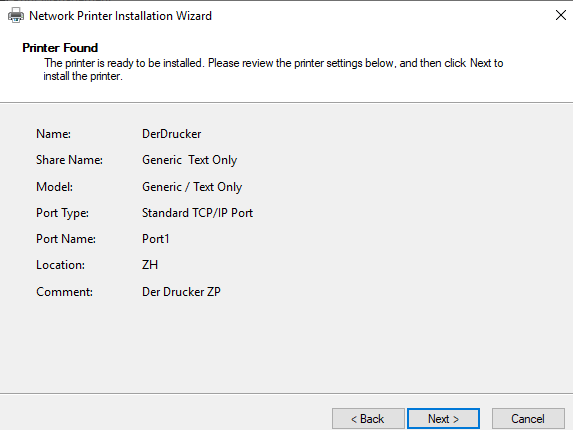 Network Printer Installation Wizard
Printer Found
The printer is ready to be installed. Please review the printer settings below, and then click Next to
install the printer.
Name: DerDrucker
Share Name: Generic  Text Only
Model: Generic / Text Only
Port Type: Standard TCP/IP Port
Port Name: Port1
Location: ZH
Comment: Der Drucker ZP
< Back Next > Cancel